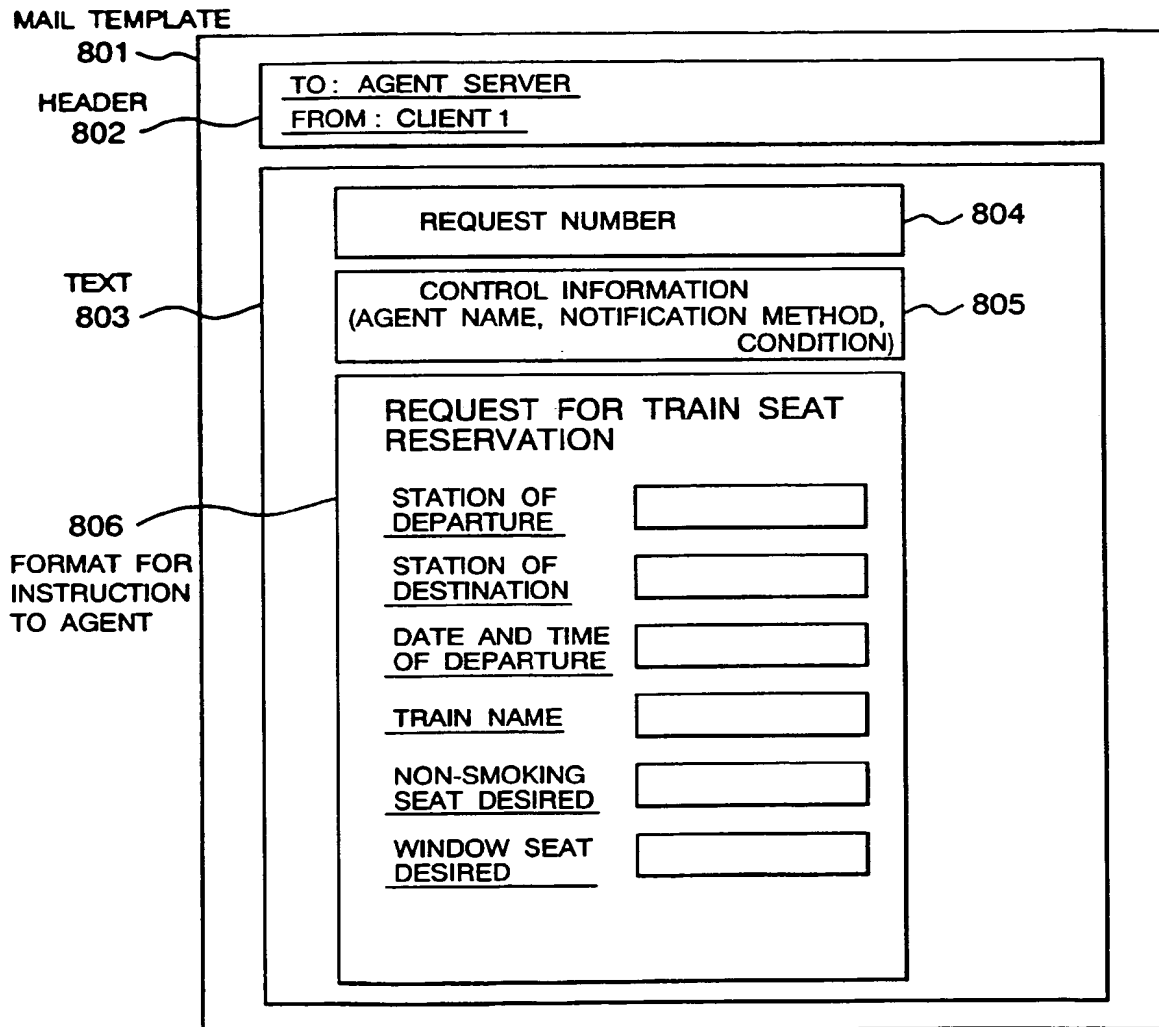 MAIL TEMPLATE
801
HEADER
802
TO : AGENT SERVER
FROM : CLIENT 1
TEXT
803
REQUEST NUMBER
804
CONTROL INFORMATION
(AGENT NAME, NOTIFICATION METHOD,
CONDITION)
805
REQUEST FOR TRAIN SEAT
RESERVATION
806
FORMAT FOR
INSTRUCTION
TO AGENT
STATION OF
DEPARTURE
STATION OF
DESTINATION
DATE AND TIME
OF DEPARTURE
TRAIN NAME
NON-SMOKING
SEAT DESIRED
WINDOW SEAT
DESIRED